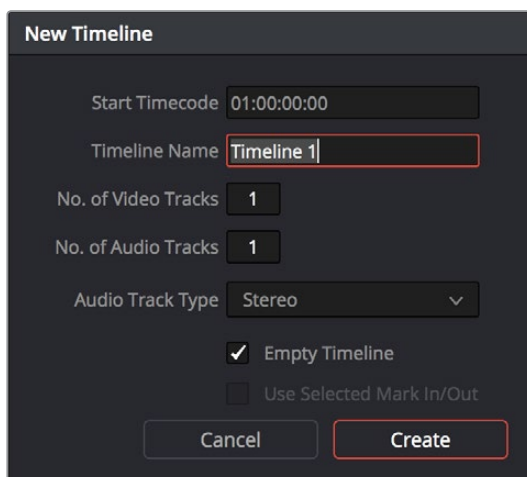 New Timeline
Start Timecode 01:00:00:00
Timeline Name Timeline 1
No. of Video Tracks 1
No. of Audio Tracks 1
Audio Track Type Stereo
Empty Timeline
Use Selected Mark In/Out
Cancel Create